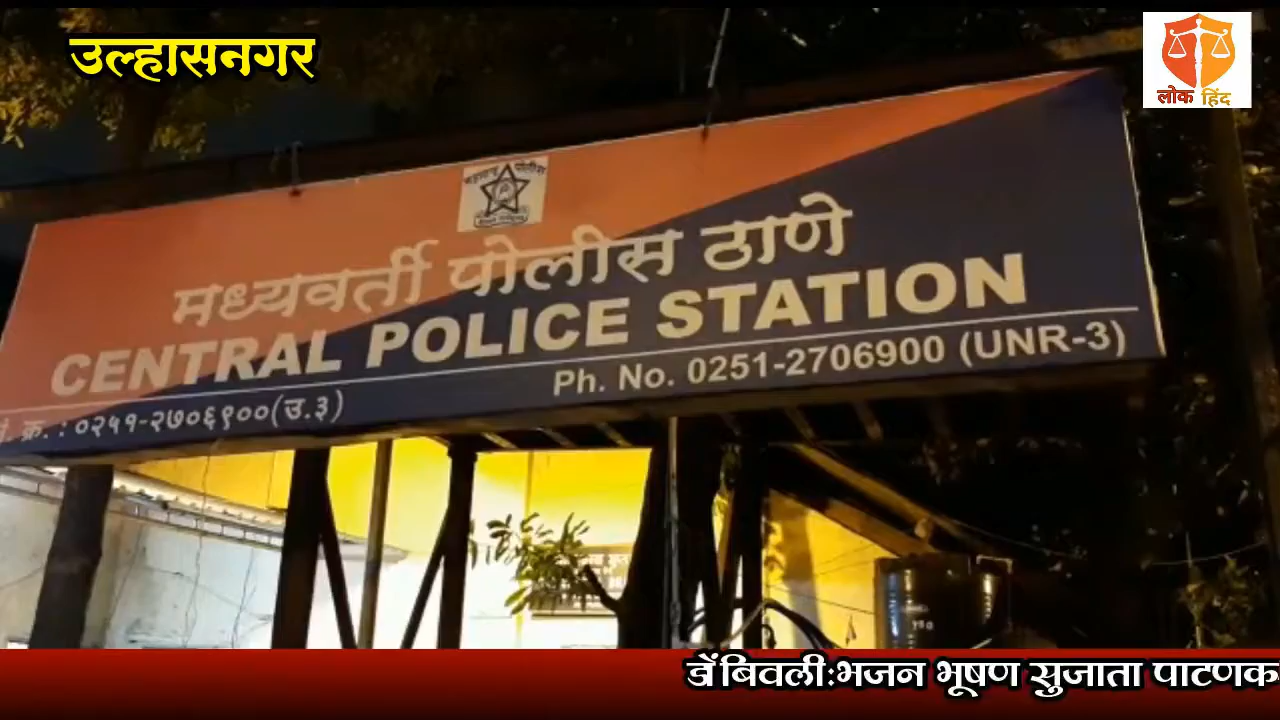 उल्हासनगर
लोक हिंद
महाराष्ट्र पोलीस
मध्यवर्ती पोलीस ठाणे
CENTRAL POLICE STATION
Ph. No. 0251-2706900 (UNR-3)
. क्र. : ०२५१-२७०६९००(उ.३)
डोंबिवली:भजन भूषण सुजाता पाटणक